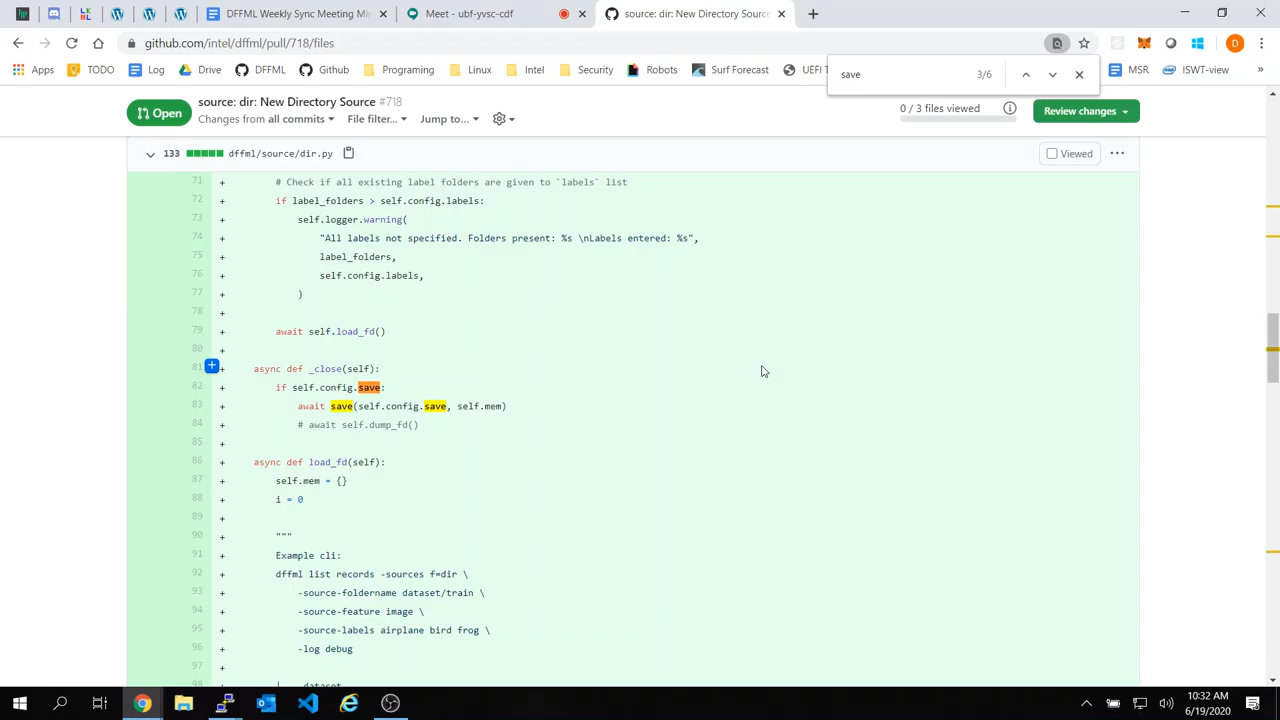 DFFML Weekly Sync Meeting Mi
Meet - ubf-yvsc-cdf
source: dir: New Directory Source
github.com/intel/dffml/pull/718/files
D
Apps
TODO
Log
Drive
DFFML
Github
Programing
Linux
Intel
Security
Robots
Surf Forecast
UEFI T
MSR
ISWT-view
»
save
3/6
Open
source: dir: New Directory Source #718
Changes from all commits
File filter...
Jump to...
0 / 3 files viewed
Review changes
133
dffml/source/dir.py
Viewed
71 + # Check if all existing label folders are given to `labels` list
72 + if label_folders > self.config.labels:
73 + self.logger.warning(
74 + "All labels not specified. Folders present: %s \nLabels entered: %s",
75 + label_folders,
76 + self.config.labels,
77 + )
78 +
79 + await self.load_fd()
80 +
81 + async def _close(self):
82 + if self.config.save:
83 + await save(self.config.save, self.mem)
84 + # await self.dump_fd()
85 +
86 + async def load_fd(self):
87 + self.mem = {}
88 + i = 0
89 +
90 + """
91 + Example cli:
92 + dffml list records -sources f=dir \
93 + -source-foldername dataset/train \
94 + -source-feature image \
95 + -source-labels airplane bird frog \
96 + -log debug
97 +
98 + | dataset
10:32 AM
6/19/2020